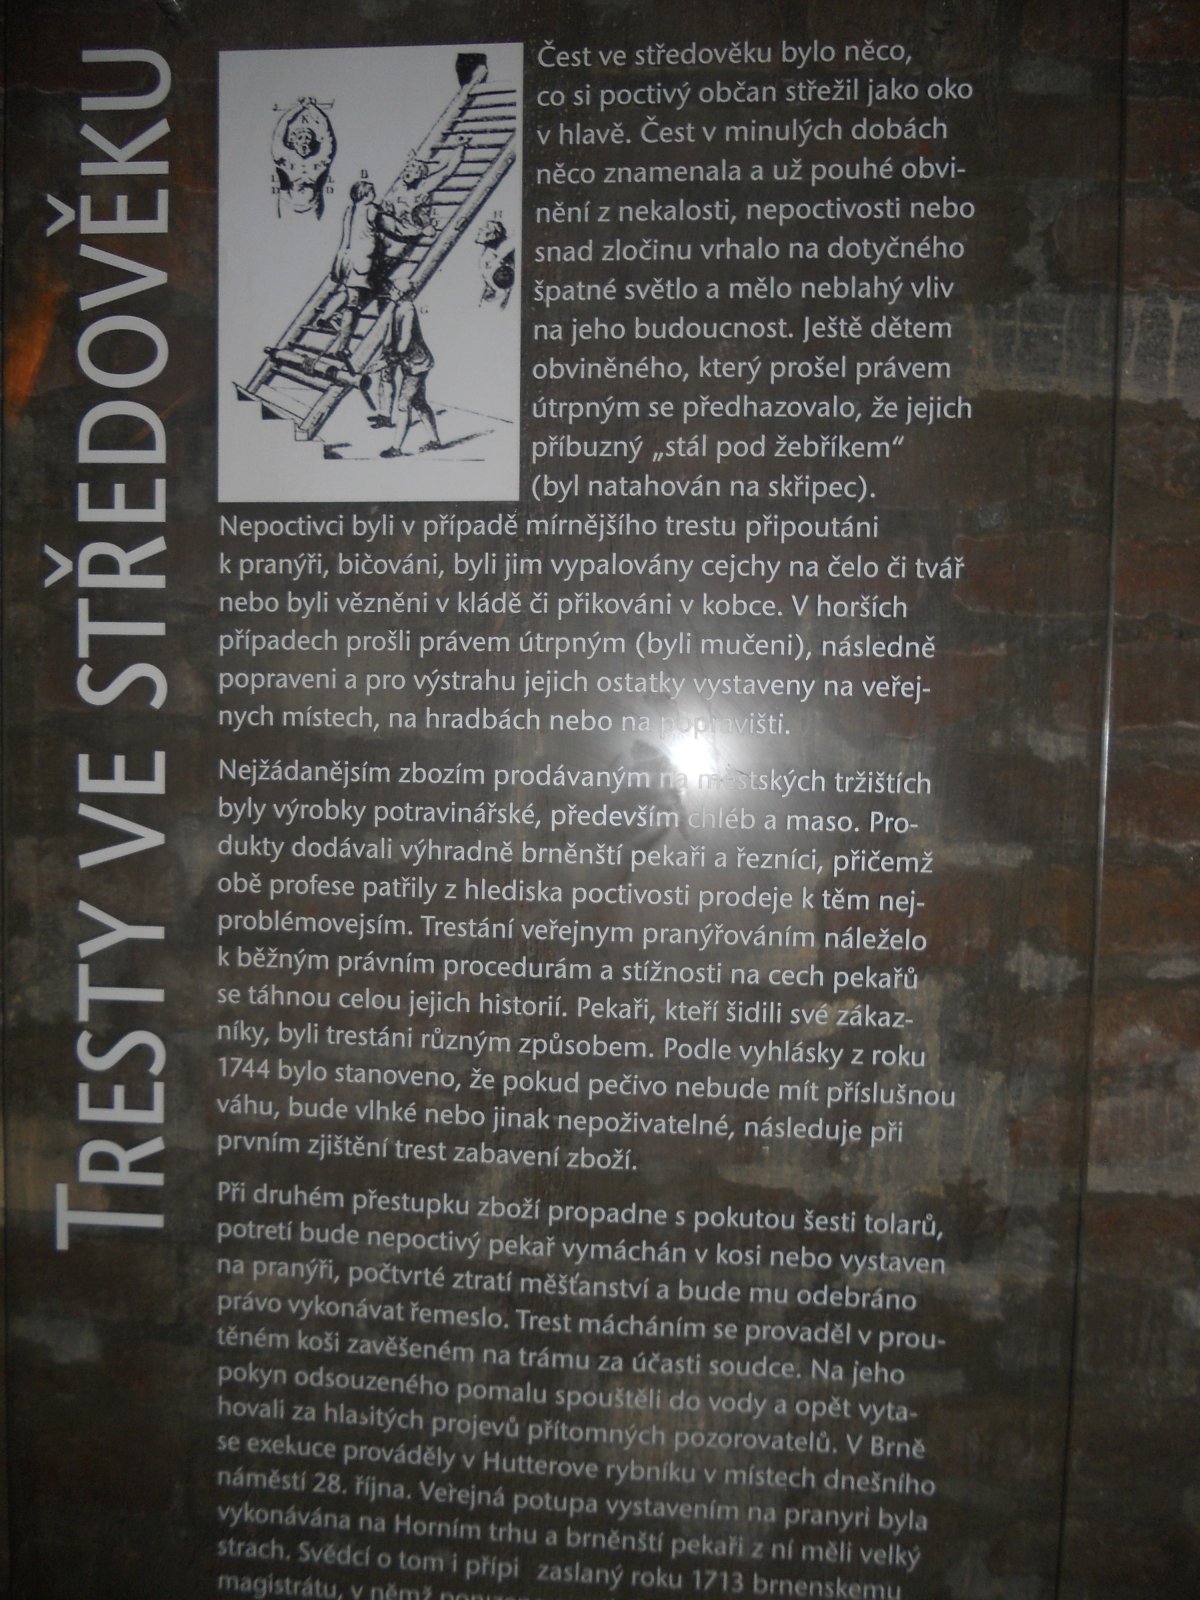 TRESTY VE STŘEDOVĚKU
Čest ve středověku bylo něco,
co si poctivý občan střežil jako oko
v hlavě. Čest v minulých dobách
něco znamenala a už pouhé obvi-
nění z nekalosti, nepoctivosti nebo
snad zločinu vrhalo na dotyčného
špatné světlo a mělo neblahý vliv
na jeho budoucnost. Ještě dětem
obviněného, který prošel právem
útrpným se předhazovalo, že jejich
příbuzný „stál pod žebříkem“
(byl natahován na skřipec).
Nepoctivci byli v případě mírnějšího trestu připoutáni
k pranýři, bičováni, byli jim vypalovány cejchy na čelo či tvář
nebo byli vězněni v kládě či přikováni v kobce. V horších
případech prošli právem útrpným (byli mučeni), následně
popraveni a pro výstrahu jejich ostatky vystaveny na veřej-
nych místech, na hradbách nebo na popravišti.
Nejžádanějsím zbozím prodávaným na městských tržištích
byly výrobky potravinářské, především chléb a maso. Pro-
dukty dodávali výhradně brněnští pekaři a řezníci, přičemž
obě profese patřily z hlediska poctivosti prodeje k těm nej-
problémovejsím. Trestání veřejnym pranýřováním náleželo
k běžným právním procedurám a stížnosti na cech pekařů
se táhnou celou jejich historií. Pekaři, kteří šidili své zákaz-
níky, byli trestáni různým způsobem. Podle vyhlásky z roku
1744 bylo stanoveno, že pokud pečivo nebude mít příslušnou
váhu, bude vlhké nebo jinak nepoživatelné, následuje při
prvním zjištění trest zabavení zboží.
Při druhém přestupku zboží propadne s pokutou šesti tolarů,
potretí bude nepoctivý pekař vymáchán v kosi nebo vystaven
na pranýři, počtvrté ztratí měšťanství a bude mu odebráno
právo vykonávat řemeslo. Trest mácháním se provaděl v prou-
těném koši zavěšeném na trámu za účasti soudce. Na jeho
pokyn odsouzeného pomalu spouštěli do vody a opět vyta-
hovali za hlasitých projevů přítomných pozorovatelů. V Brně
se exekuce prováděly v Hutterove rybníku v místech dnešního
náměstí 28. října. Veřejná potupa vystavením na pranyri byla
vykonávána na Horním trhu a brněnští pekaři z ní měli velký
strach. Svědcí o tom i přípi zaslaný roku 1713 brnenskemu
magistrátu, v němž